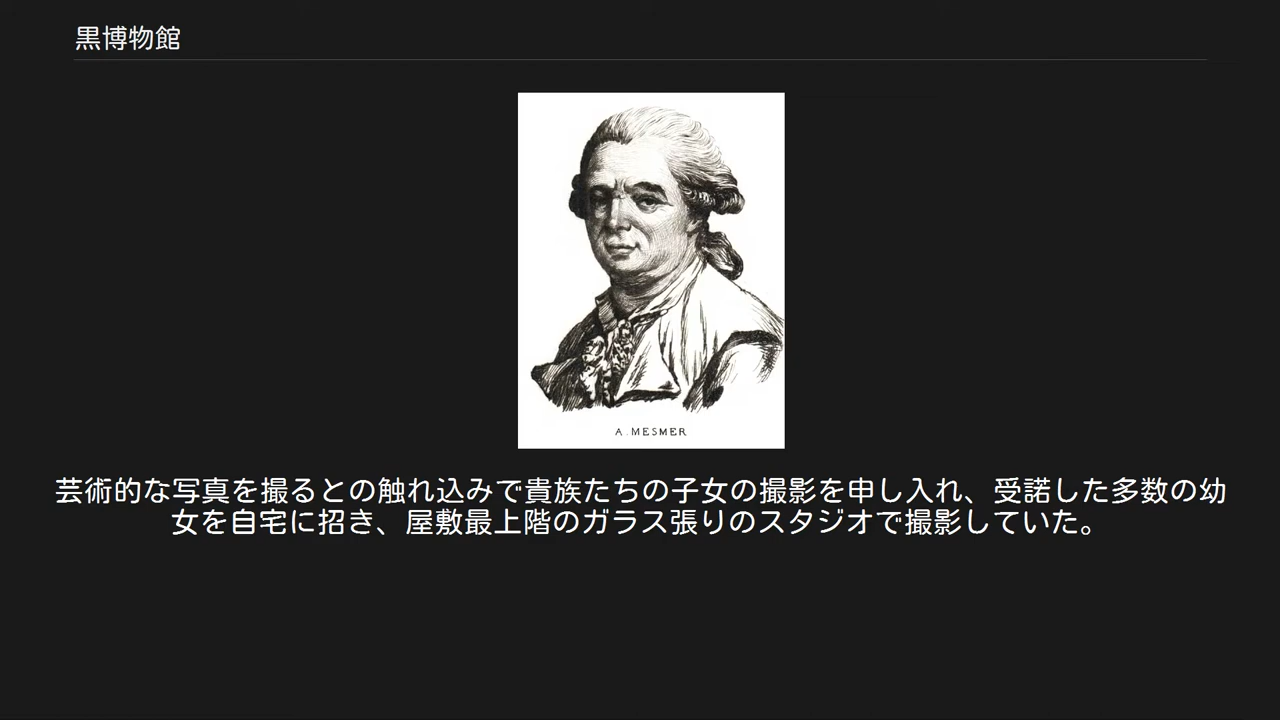 黒博物館
A . MESMER
芸術的な写真を撮るとの触れ込みで貴族たちの子女の撮影を申し入れ、受諾した多数の幼
女を自宅に招き、屋敷最上階のガラス張りのスタジオで撮影していた。